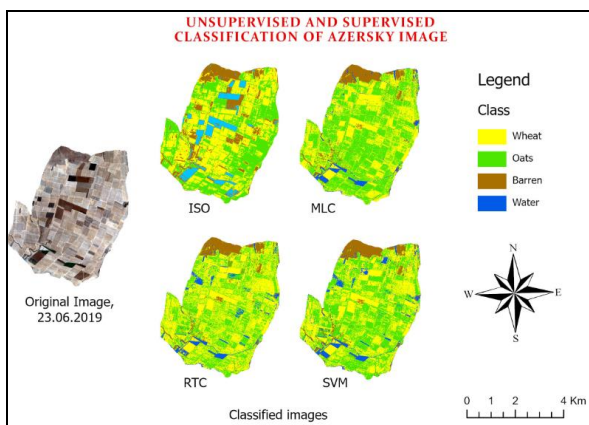 UNSUPERVISED AND SUPERVISED
CLASSIFICATION OF AZERSKY IMAGE
Legend
Class
Wheat
Oats
Barren
Water
ISO
MLC
Original Image,
23.06.2019
RTC
SVM
Classified images
N
W
E
S
0 1 2 4 Km